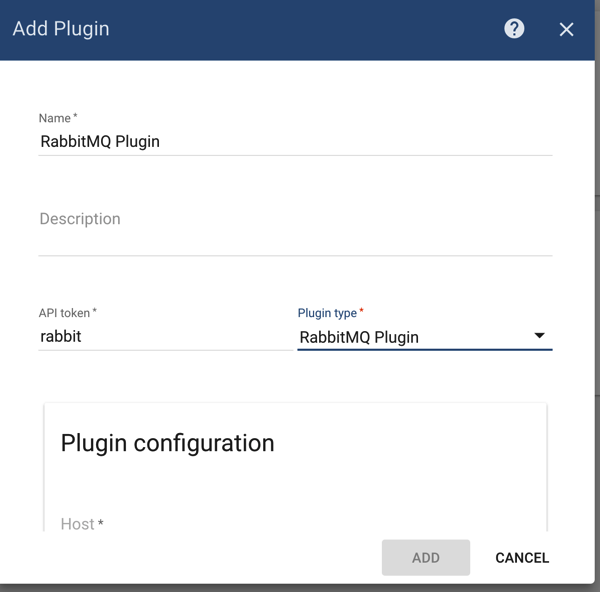 Add Plugin ?
Name *
RabbitMQ Plugin
Description
API token * Plugin type *
rabbit RabbitMQ Plugin
Plugin configuration
Host *
ADD CANCEL